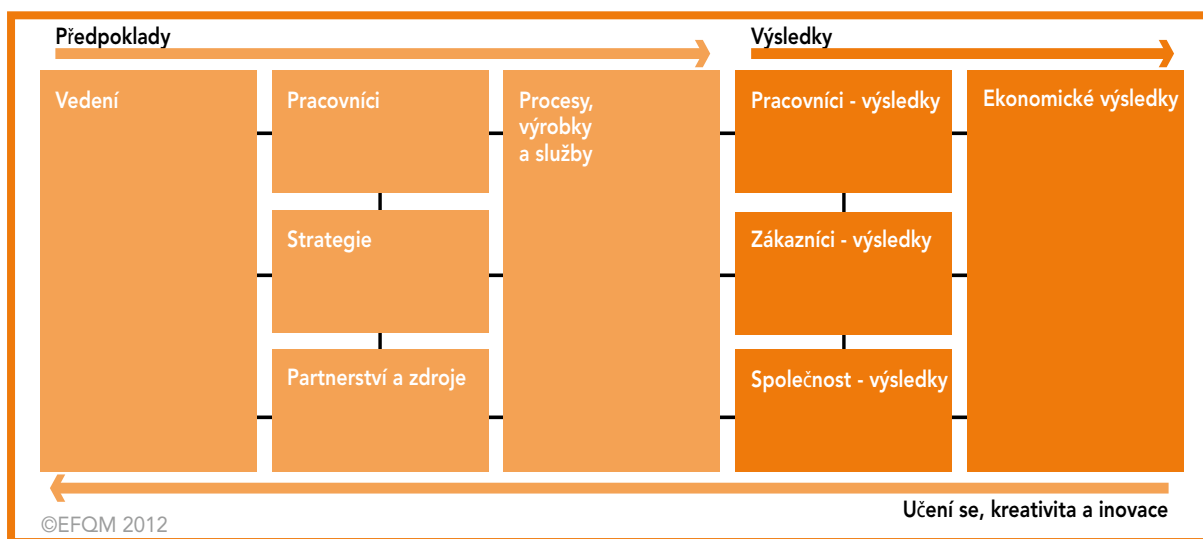 Předpoklady
Výsledky
Vedení
Pracovníci
Procesy,
výrobky
a služby
Pracovníci - výsledky
Ekonomické výsledky
Strategie
Zákazníci - výsledky
Partnerství a zdroje
Společnost - výsledky
Učení se, kreativita a inovace
©EFQM 2012